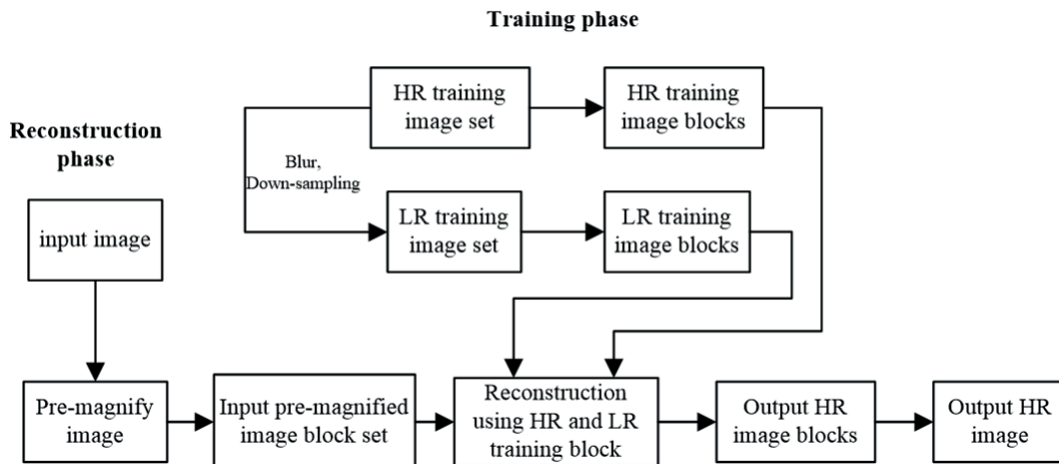 Training phase
HR training
image set
HR training
image blocks
Reconstruction
phase
Blur,
Down-sampling
input image
LR training
image set
LR training
image blocks
Pre-magnify
image
Input pre-magnified
image block set
Reconstruction
using HR and LR
training block
Output HR
image blocks
Output HR
image